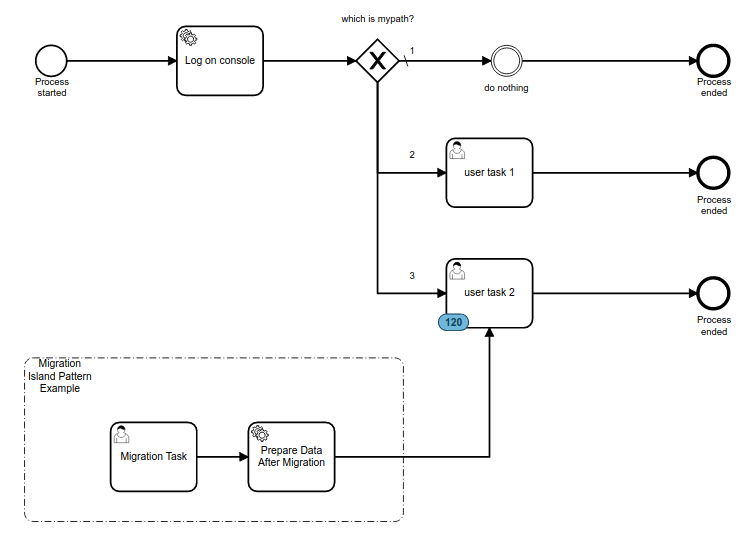 which is mypath?
Log on console
1
Process
started
do nothing
Process
ended
2
user task 1
Process
ended
3
user task 2
120
Process
ended
Migration
Island Pattern
Example
Migration Task
Prepare Data
After Migration